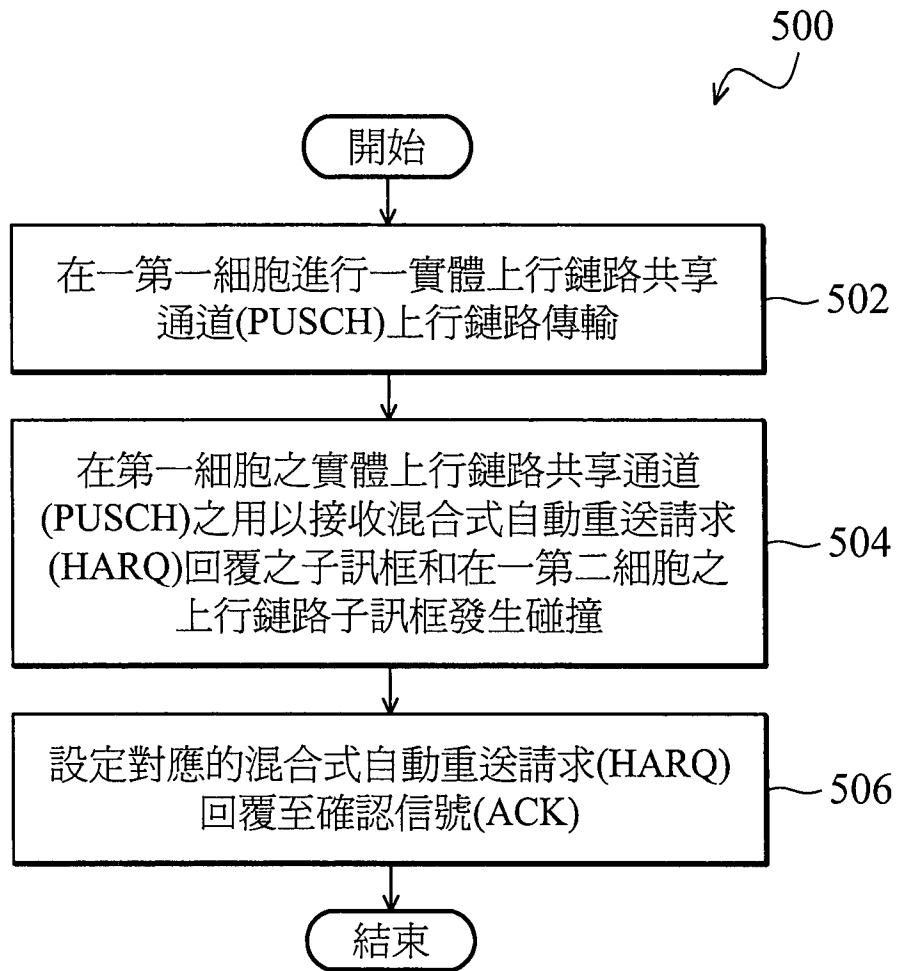 500
開始
在一第一細胞進行一實體上行鏈路共享
通道(PUSCH)上行鏈路傳輸
502
在第一細胞之實體上行鏈路共享通道
(PUSCH)之用以接收混合式自動重送請求
(HARQ)回覆之子訊框和在一第二細胞之
上行鏈路子訊框發生碰撞
504
設定對應的混合式自動重送請求(HARQ)
回覆至確認信號(ACK)
506
結束